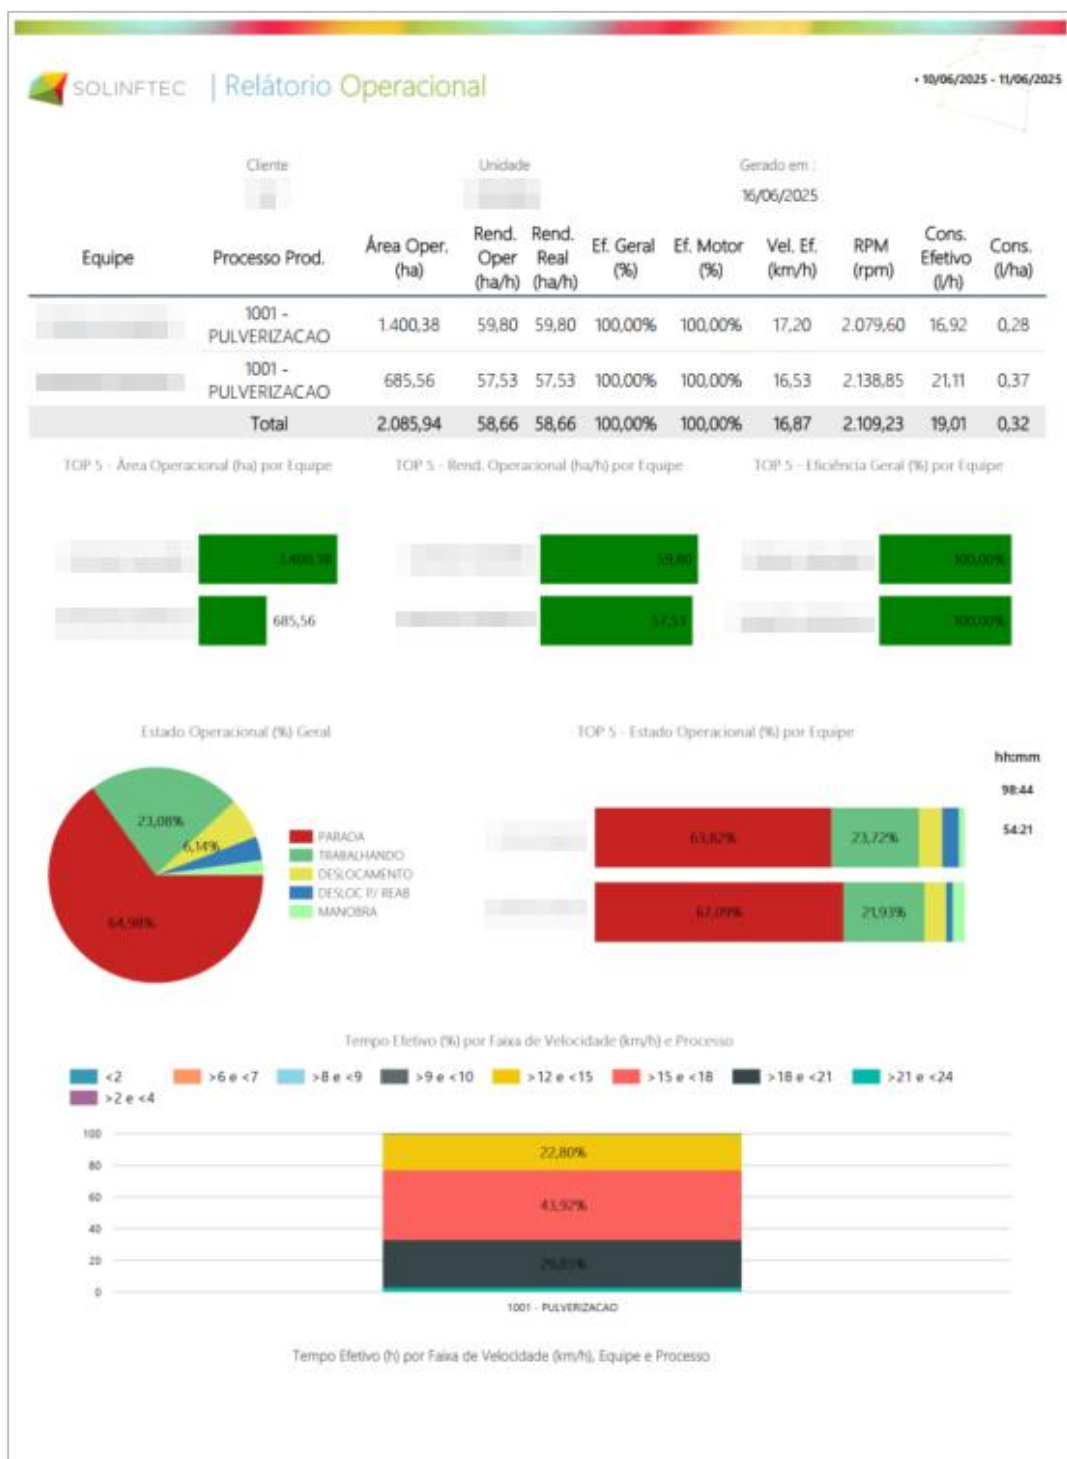 SOLINFTEC | Relátorio Operacional
• 10/06/2025 - 11/06/2025
Cliente Unidade Gerado em :
16/06/2025
Equipe Processo Prod. Área Oper. (ha) Rend. Oper (ha/h) Rend. Real (ha/h) Ef. Geral (%) Ef. Motor (%) Vel. Ef. (km/h) RPM (rpm) Cons. Efetivo (l/h) Cons. (l/ha)
1001 - PULVERIZACAO 1.400,38 59,80 59,80 100,00% 100,00% 17,20 2.079,60 16,92 0,28
1001 - PULVERIZACAO 685,56 57,53 57,53 100,00% 100,00% 16,53 2.138,85 21,11 0,37
Total 2.085,94 58,66 58,66 100,00% 100,00% 16,87 2.109,23 19,01 0,32
TOP 5 - Área Operacional (ha) por Equipe TOP 5 - Rend. Operacional (ha/h) por Equipe TOP 5 - Eficiência Geral (%) por Equipe
1.400,38 59,80 100,00%
685,56 57,53 100,00%
Estado Operacional (%) Geral TOP 5 - Estado Operacional (%) por Equipe
hh:mm
98:44
54:21
23,08%
6,14%
64,98%
PARADA
TRABALHANDO
DESLOCAMENTO
DESLOC P/ REAB
MANOBRA
63,82% 23,72%
67,09% 21,93%
Tempo Efetivo (%) por Faixa de Velocidade (km/h) e Processo
<2 >6 e <7 >8 e <9 >9 e <10 >12 e <15 >15 e <18 >18 e <21 >21 e <24
>2 e <4
100
80
60
40
20
0
22,80%
43,92%
29,85%
1001 - PULVERIZACAO
Tempo Efetivo (h) por Faixa de Velocidade (km/h), Equipe e Processo